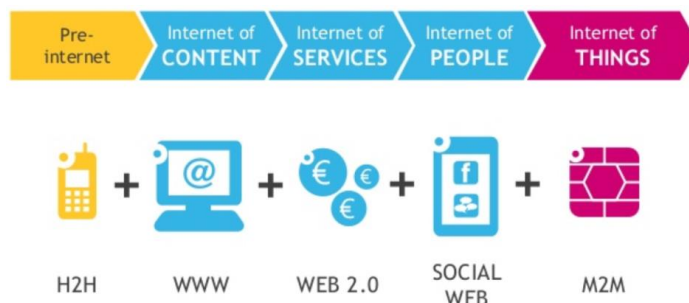 Pre-
internet
Internet of
CONTENT
Internet of
SERVICES
Internet of
PEOPLE
Internet of
THINGS
@
€
€
€
f
H2H
+
WWW
+
WEB 2.0
+
SOCIAL
WEB
+
M2M